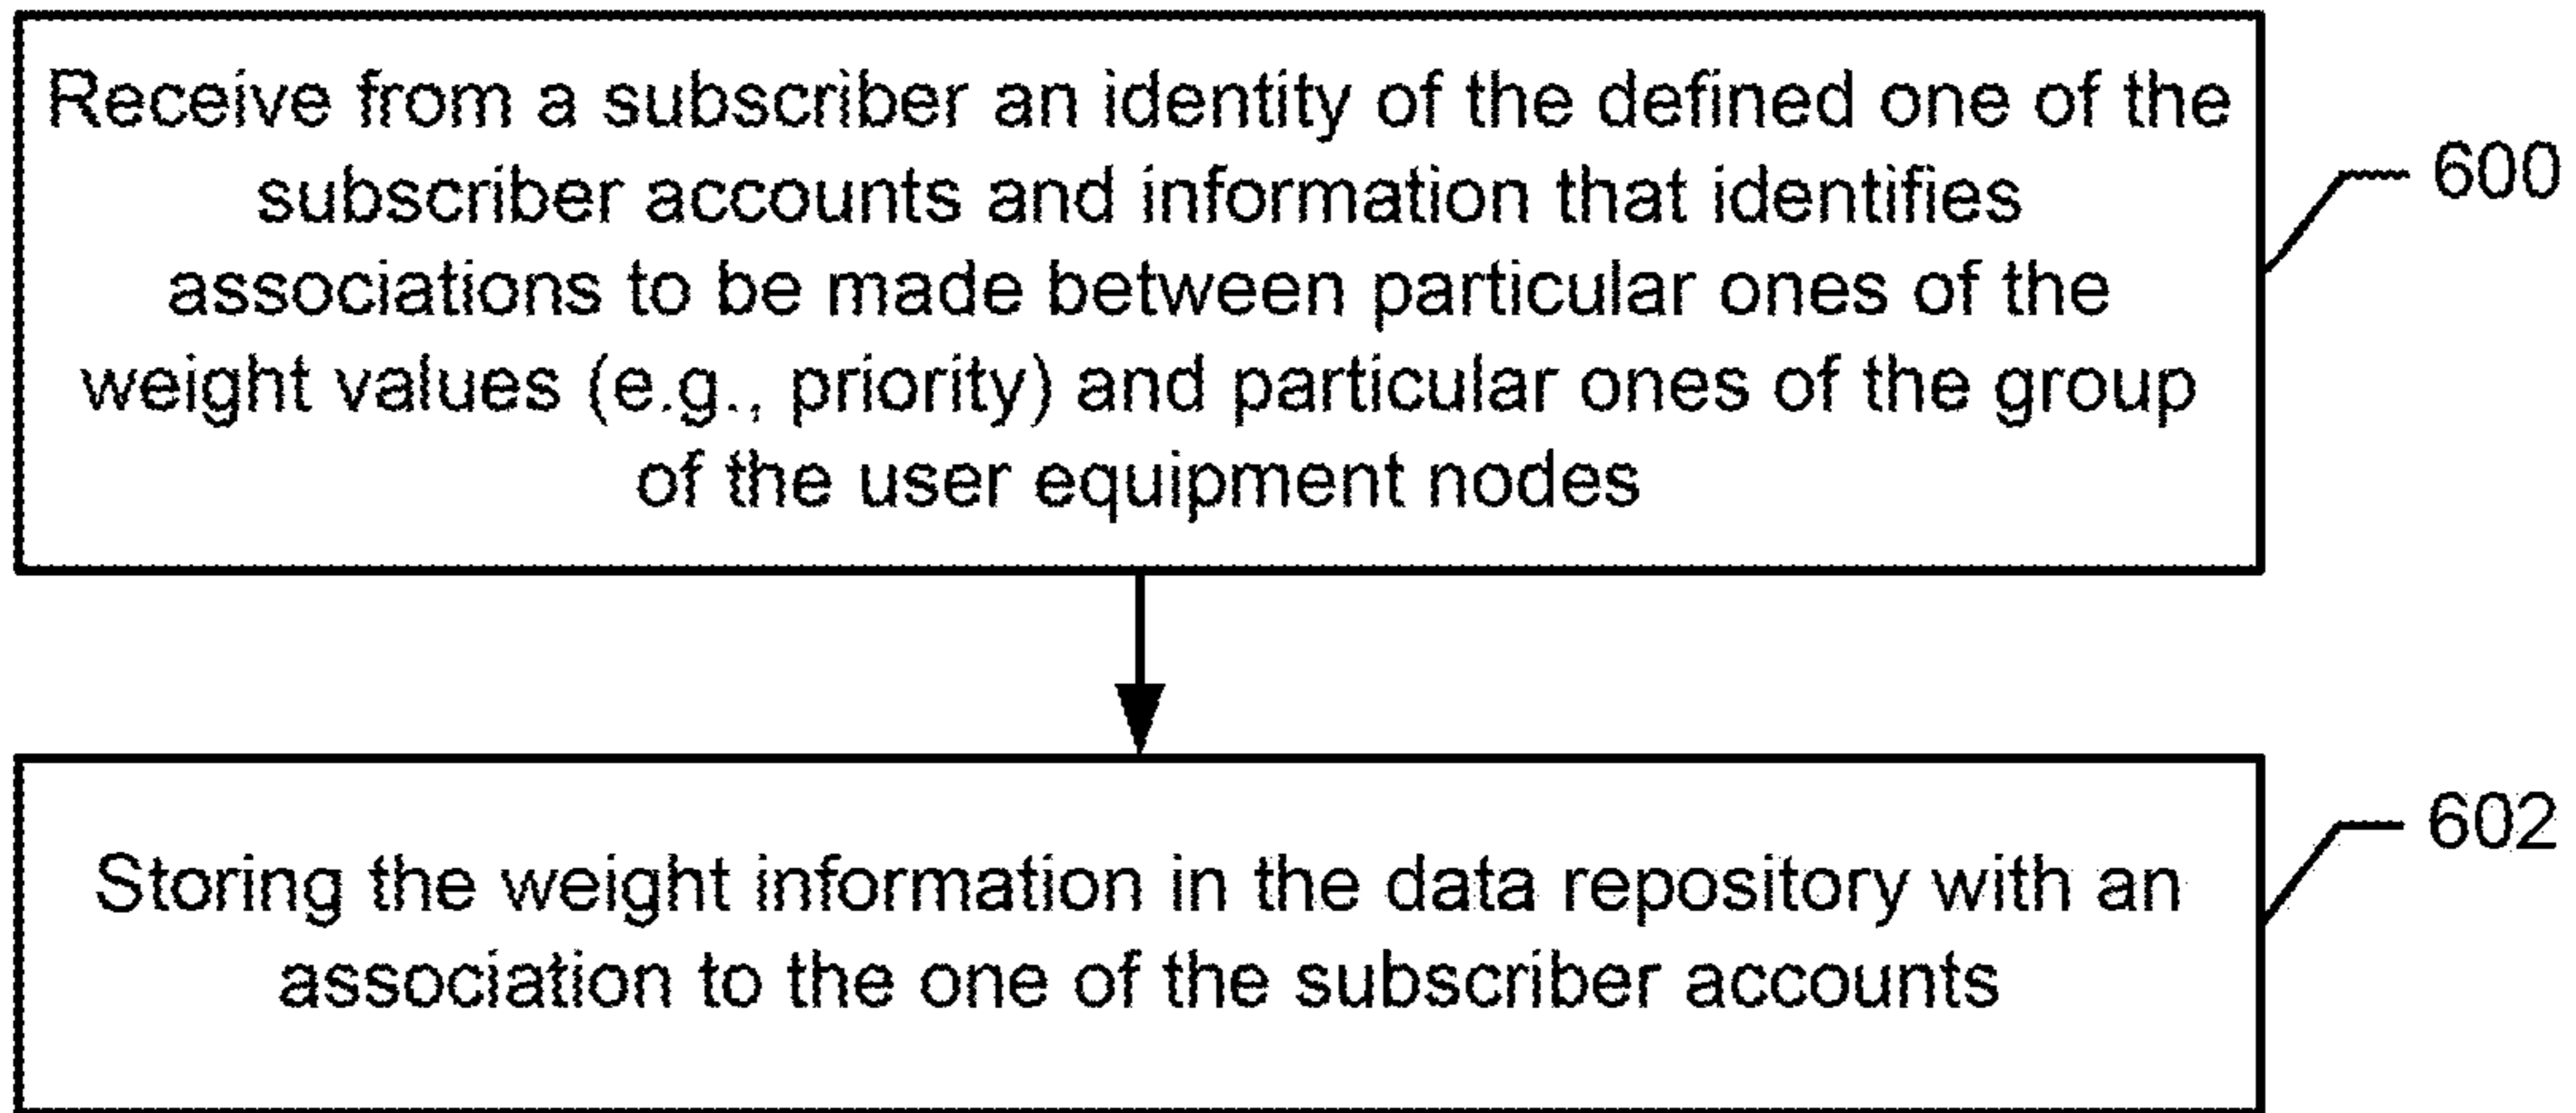 Receive from a subscriber an identity of the defined one of the
subscriber accounts and information that identifies
associations to be made between particular ones of the
weight values (e.g., priority) and particular ones of the group
of the user equipment nodes
600
Storing the weight information in the data repository with an
association to the one of the subscriber accounts
602